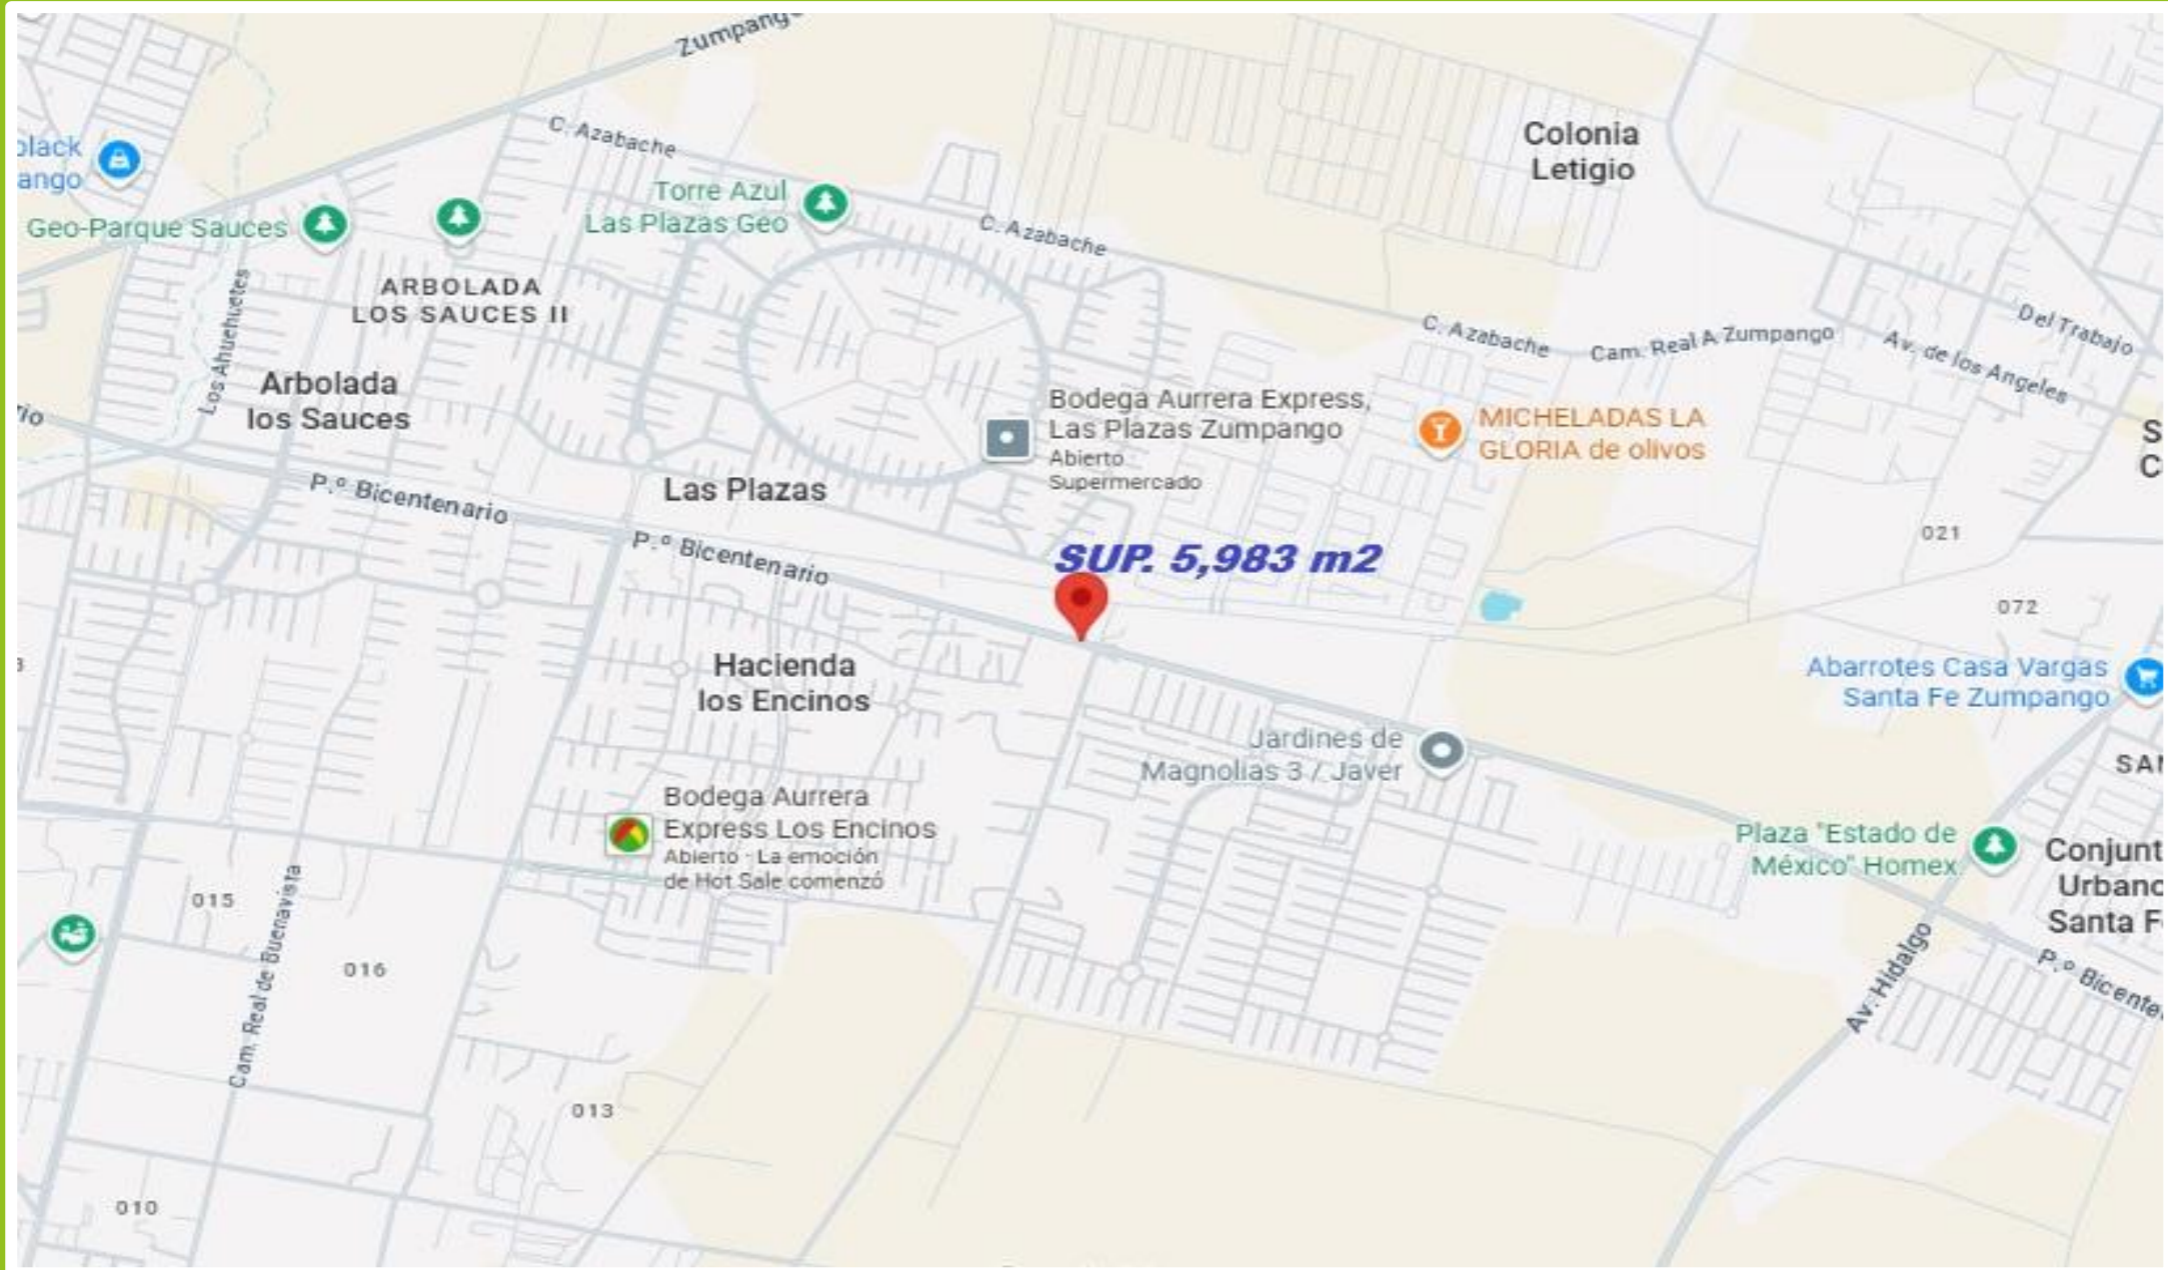 Zumpango
C. Azabache
Colonia
Letigio
Torre Azul
Las Plazas Geo
Geo-Parque Sauces
C. Azabache
ARBOLADA
LOS SAUCES II
Los Ahuehuetes
Del Trabajo
C. Azabache
Cam. Real A Zumpango
Av. de los Angeles
Arbolada
los Sauces
Bodega Aurrera Express,
Las Plazas Zumpango
Abierto
Supermercado
MICHELADAS LA
GLORIA de olivos
P.º Bicentenario
Las Plazas
P.º Bicentenario
SUP. 5,983 m2
021
072
Hacienda
los Encinos
Abarrotes Casa Vargas
Santa Fe Zumpango
Jardines de
Magnolias 3 / Javer
Bodega Aurrera
Express Los Encinos
Abierto · La emoción
de Hot Sale comenzó
Plaza "Estado de
México" Homex
Conjunt
Urbano
Santa F
015
016
Cam. Real de Buenavista
Av. Hidalgo
P.º Bicente
013
010